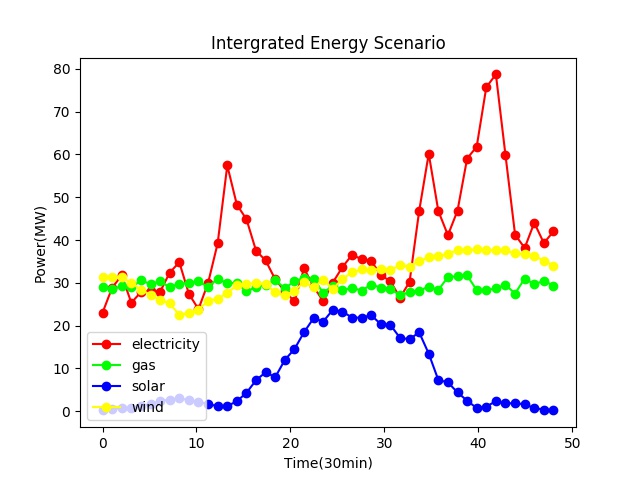 Intergrated Energy Scenario
Power(MW)
80
70
60
50
40
30
20
10
0
electricity
gas
solar
wind
0 10 20 30 40 50
Time(30min)